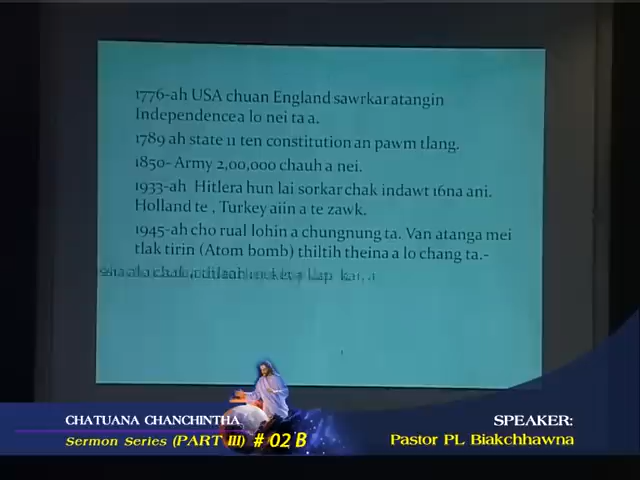 1776-ah USA chuan England sawrkar atangin
Independence a lo nei ta a.
1789 ah state 11 ten constitution an pawm tlang.
1850- Army 2,00,000 chauh a nei.
1933-ah Hitlera hun lai sorkar chak indawt 16na ani.
Holland te , Turkey aiin a te zawk.
1945-ah cho rual lohin a chungnung ta. Van atanga mei
tlak tirin (Atom bomb) thiltih theina a lo chang ta.-
CHATUANA CHANCHINTHA
Sermon Series (PART III) # 02 B
SPEAKER:
Pastor PL Biakchhawna